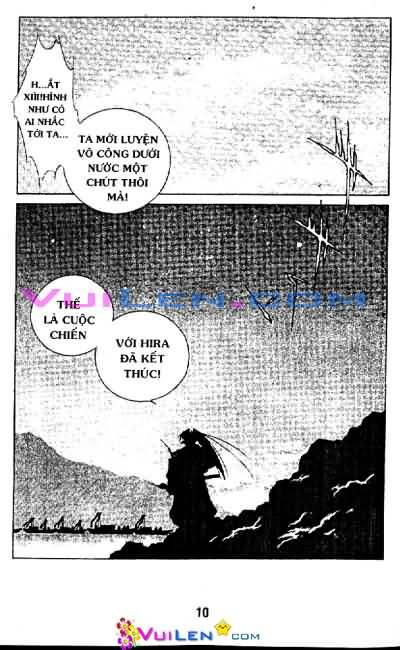 H...ẮT
XIII!HÌNH
NHƯ CÓ
AI NHẮC
TỚI TA...
TA MỚI LUYỆN
VÕ CÔNG DƯỚI
NƯỚC MỘT
CHÚT THÔI
MÀ!
THẾ
LÀ CUỘC
CHIẾN
VỚI HIRA
ĐÃ KẾT
THÚC!
VUILEN.COM
10
VUILEN.COM